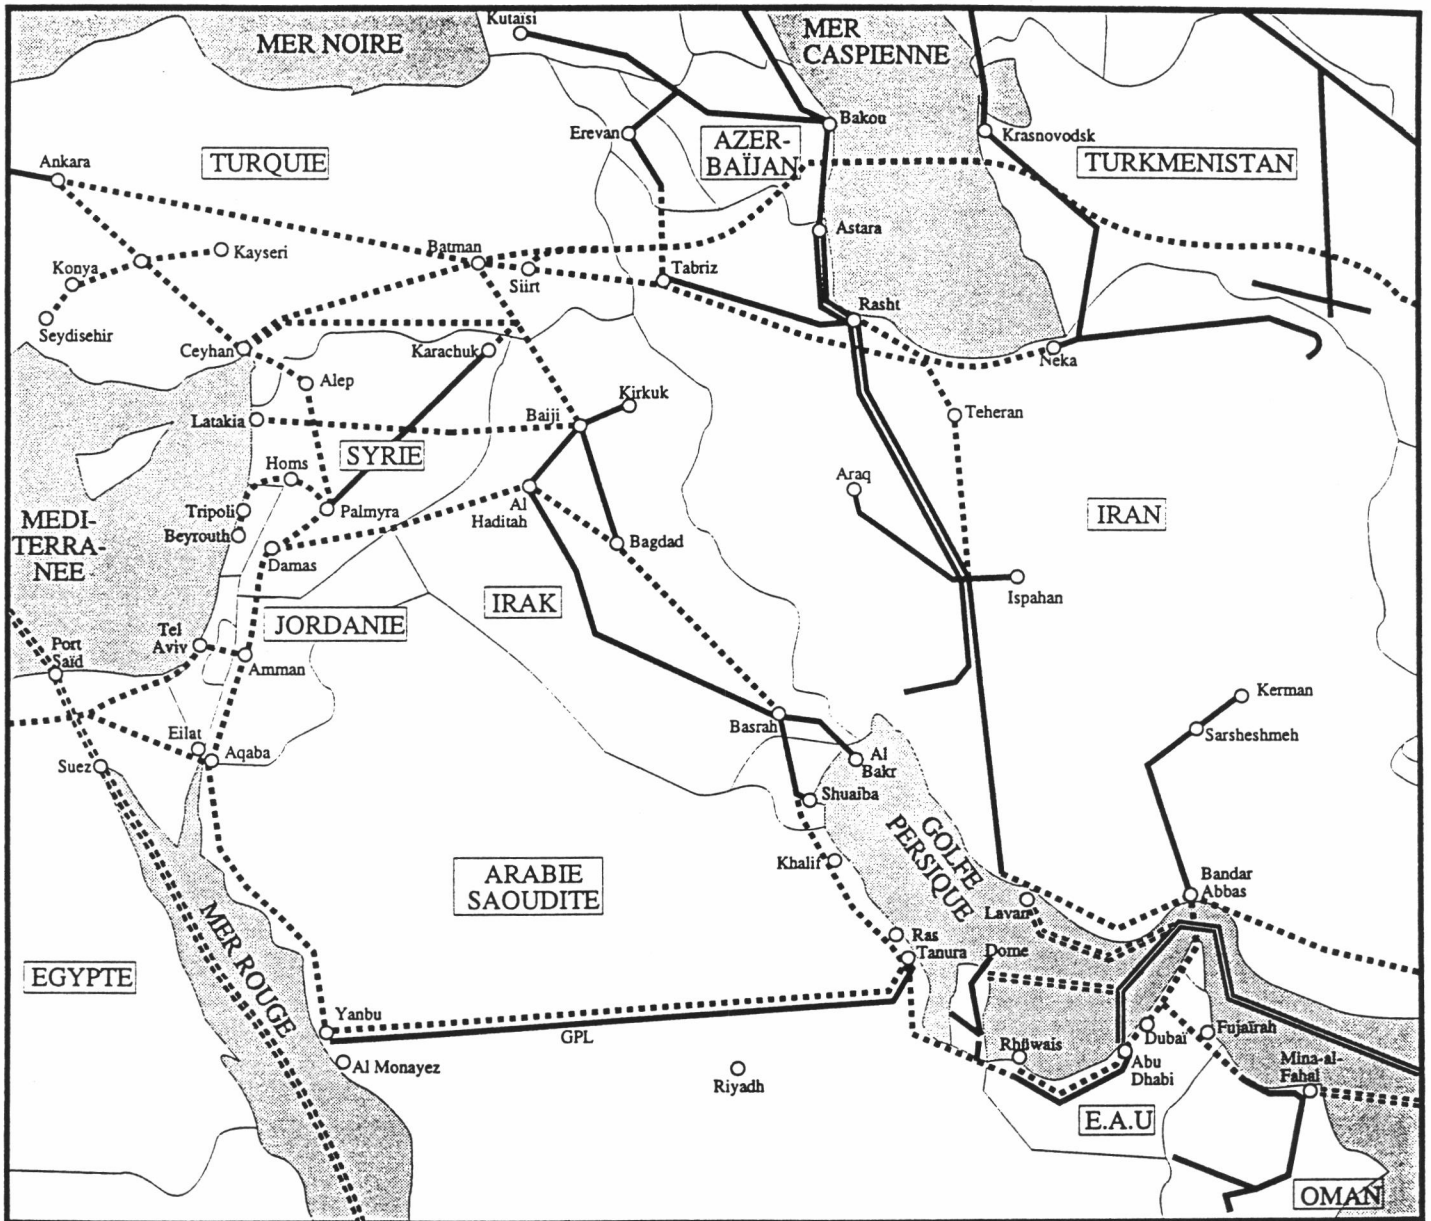 Kutaïsi
MER NOIRE
MER
CASPIENNE
Bakou
Erevan
AZER-
BAÏJAN
Krasnovodsk
TURKMENISTAN
Ankara
TURQUIE
Astara
Kayseri
Batman
Siirt
Tabriz
Konya
Rasht
Seydisehir
Ceyhan
Karachuk
Neka
Alep
Kirkuk
Latakia
Baiji
Teheran
SYRIE
Homs
Araq
Tripoli
Palmyra
Al
Haditah
IRAN
MEDI-
TERRA-
NEE
Beyrouth
Bagdad
Damas
Ispahan
IRAK
JORDANIE
Tel
Aviv
Port
Saïd
Amman
Kerman
Basrah
Sarsheshmeh
Eilat
Aqaba
Al
Bakr
Suez
Shuaïba
GOLFE
PERSIQUE
Khalif
ARABIE
SAOUDITE
Bandar
Abbas
Lavan
MER ROUGE
Ras
Tanura
Dome
EGYPTE
Yanbu
GPL
Al Monayez
Riyadh
Rhuwais
Dubaï
Fujaïrah
Abu
Dhabi
Mina-al-
Fahal
E.A.U
OMAN